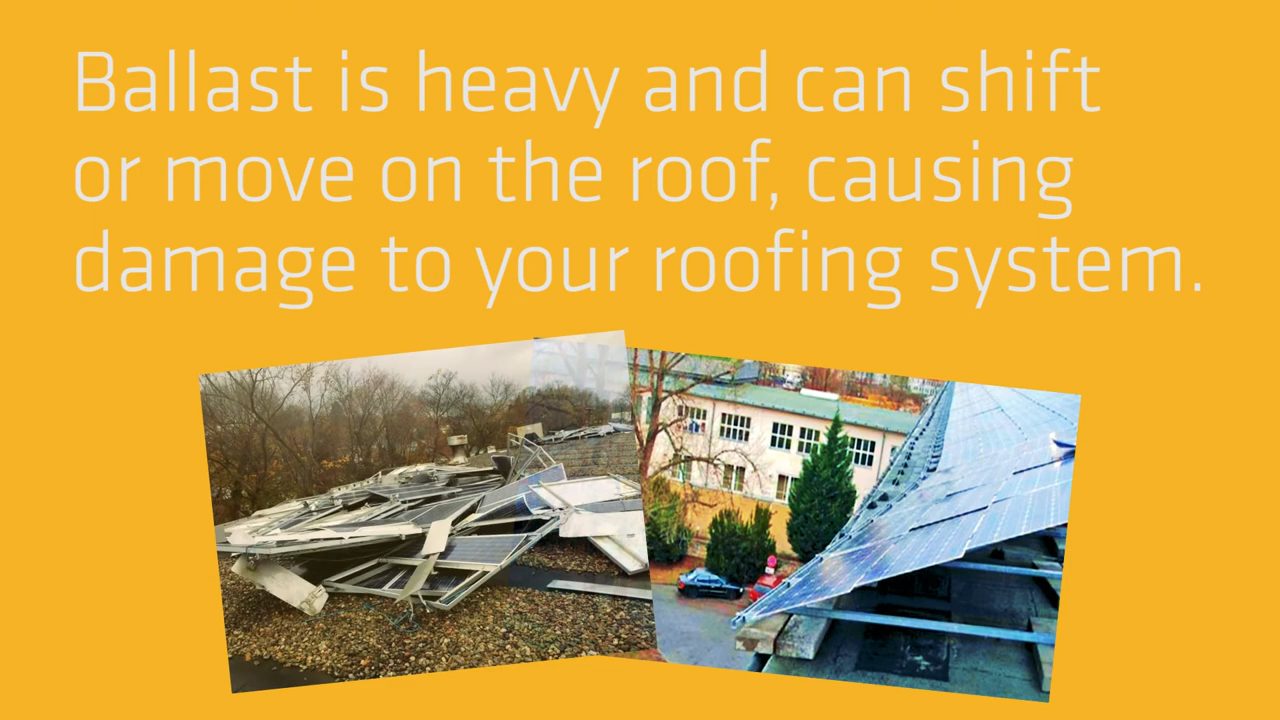 Ballast is heavy and can shift
or move on the roof, causing
damage to your roofing system.